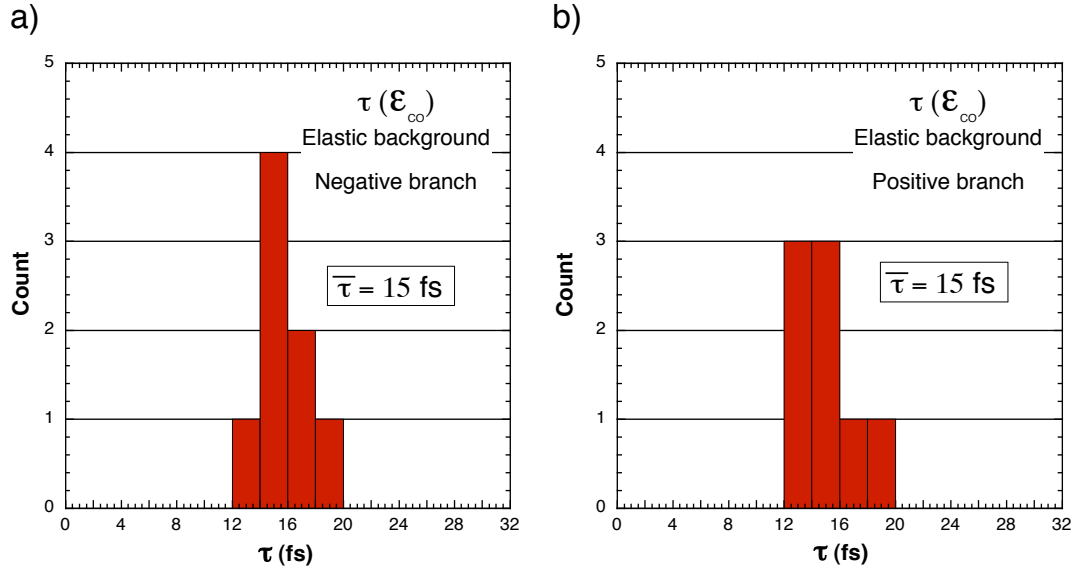 a)
5
4
3
2
1
0
Count
τ (ε_CO)
Elastic background
Negative branch
τ̅ = 15 fs
0 4 8 12 16 20 24 28 32
τ (fs)
b)
5
4
3
2
1
0
Count
τ (ε_CO)
Elastic background
Positive branch
τ̅ = 15 fs
0 4 8 12 16 20 24 28 32
τ (fs)